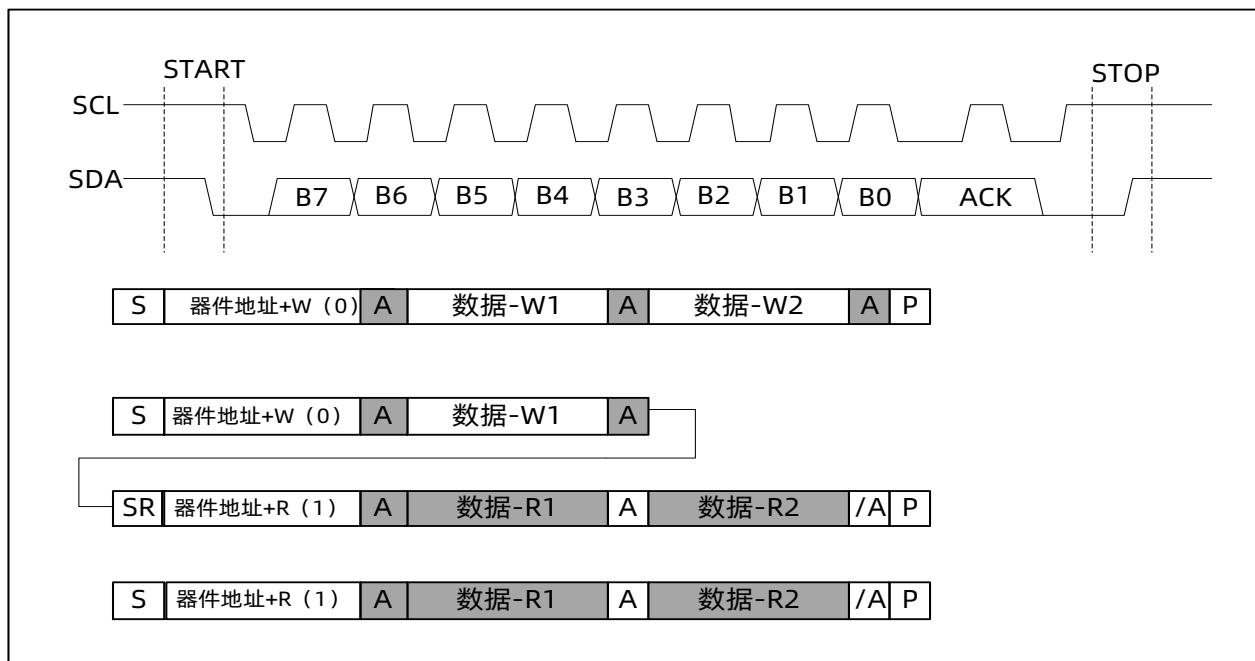 START
STOP
SCL
SDA
B7 B6 B5 B4 B3 B2 B1 B0 ACK
S 器件地址+W（0） A 数据-W1 A 数据-W2 A P
S 器件地址+W（0） A 数据-W1 A
SR 器件地址+R（1） A 数据-R1 A 数据-R2 /A P
S 器件地址+R（1） A 数据-R1 A 数据-R2 /A P